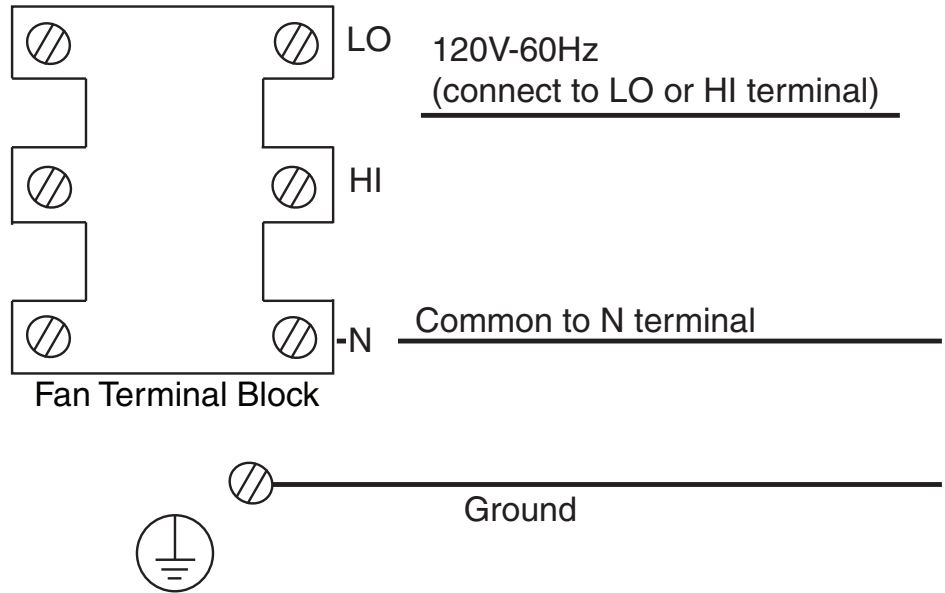 LO
120V-60Hz
(connect to LO or HI terminal)
HI
Common to N terminal
-N
Fan Terminal Block
Ground